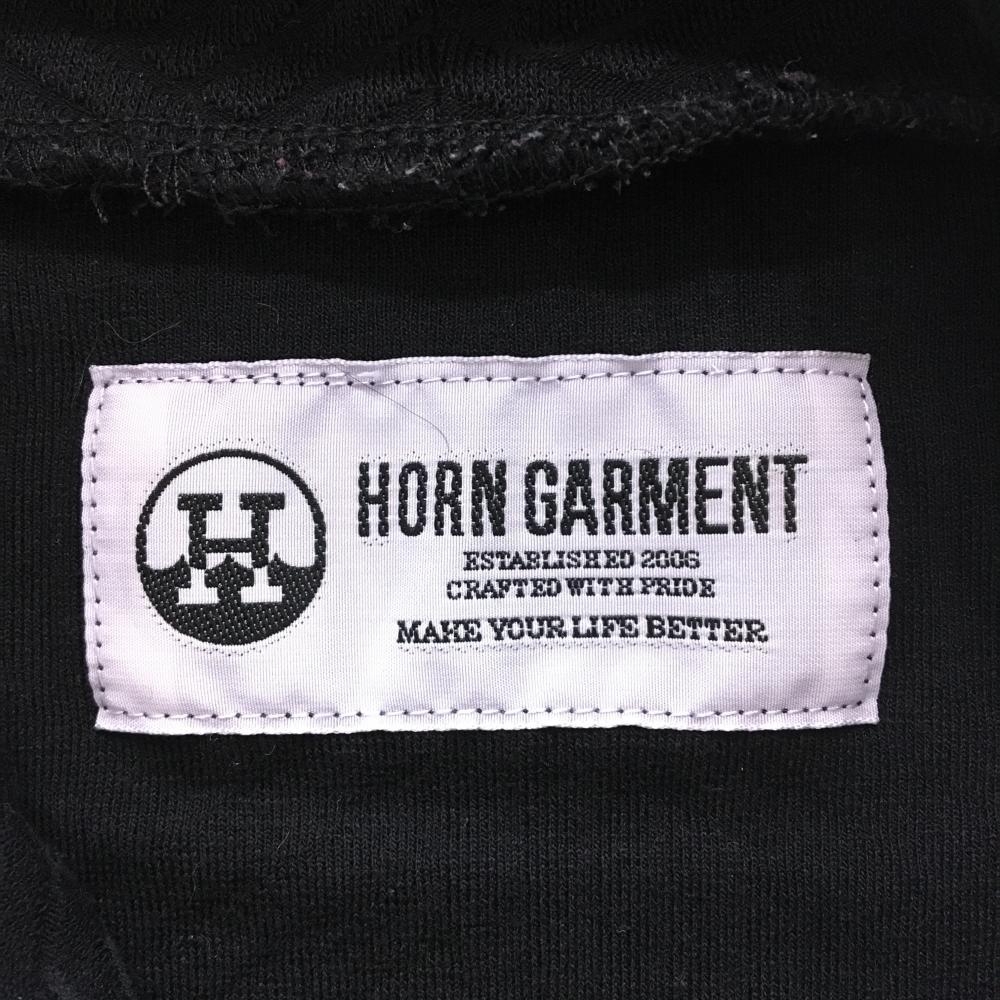 H
HORN GARMENT
ESTABLISHED 2006
CRAFTED WITH PRIDE
MAKE YOUR LIFE BETTER